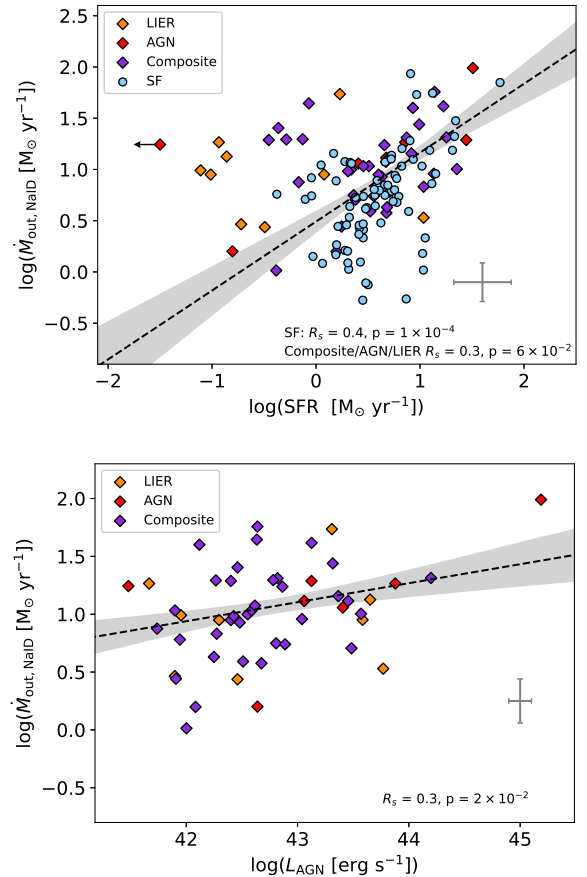 LIER
AGN
Composite
SF
2.5
2.0
1.5
1.0
0.5
0.0
−0.5
log(Ṁout, NaID) [M⊙ yr−1]
SF: Rs = 0.4, p = 1 × 10−4
Composite/AGN/LIER Rs = 0.3, p = 6 × 10−2
−2 −1 0 1 2
log(SFR [M⊙ yr−1])
LIER
AGN
Composite
2.0
1.5
1.0
0.5
0.0
−0.5
log(Ṁout, NaID) [M⊙ yr−1])
Rs = 0.3, p = 2 × 10−2
42 43 44 45
log(LAGN [erg s−1])